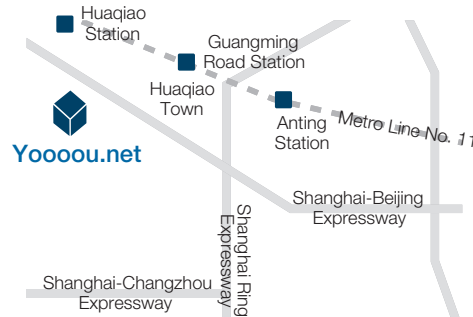 Huaqiao
Station
Guangming
Road Station
Huaqiao
Town
Anting
Station
Metro Line No. 11
Yoooou.net
Shanghai-Beijing
Expressway
Shanghai Ring
Expressway
Shanghai-Changzhou
Expressway